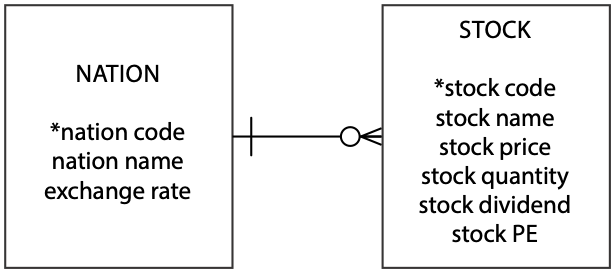 NATION
*nation code
nation name
exchange rate
STOCK
*stock code
stock name
stock price
stock quantity
stock dividend
stock PE